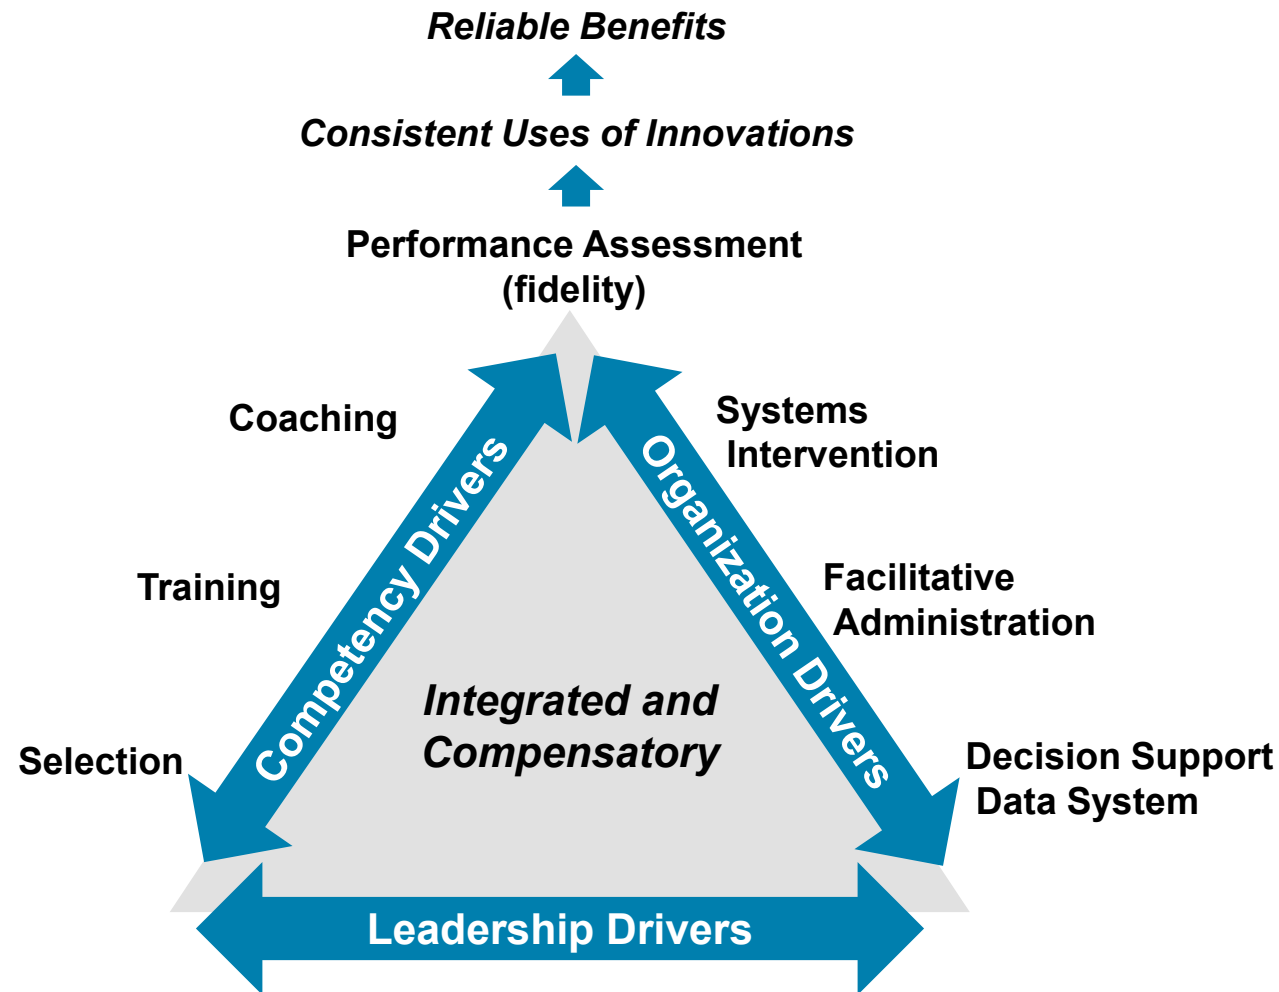 Reliable Benefits
Consistent Uses of Innovations
Performance Assessment
(fidelity)
Coaching
Training
Selection
Competency Drivers
Systems
Intervention
Facilitative
Administration
Decision Support
Data System
Organization Drivers
Integrated and
Compensatory
Leadership Drivers